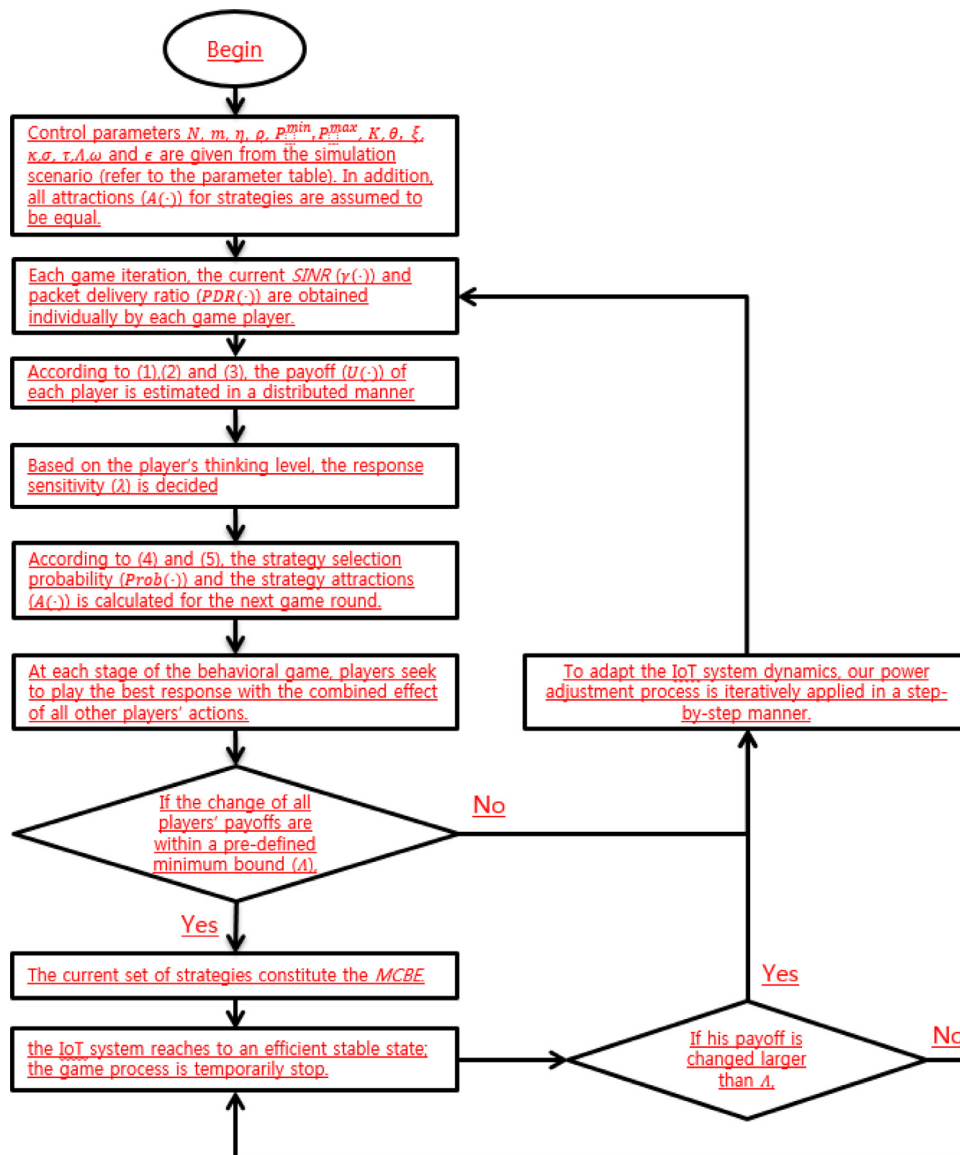 Begin
Control parameters N, m, η, ϱ, P^min, P^max, K, θ, ξ,
κ,σ, τ,Λ,ω and ϵ are given from the simulation
scenario (refer to the parameter table). In addition,
all attractions (A(·)) for strategies are assumed to
be equal.
Each game iteration, the current SINR (γ(·)) and
packet delivery ratio (PDR(·)) are obtained
individually by each game player.
According to (1),(2) and (3), the payoff (U(·)) of
each player is estimated in a distributed manner
Based on the player's thinking level, the response
sensitivity (λ) is decided
According to (4) and (5), the strategy selection
probability (Prob(·)) and the strategy attractions
(A(·)) is calculated for the next game round.
At each stage of the behavioral game, players seek
to play the best response with the combined effect
of all other players' actions.
To adapt the IoT system dynamics, our power
adjustment process is iteratively applied in a step-
by-step manner.
If the change of all
players' payoffs are
within a pre-defined
minimum bound (Λ),
No
Yes
The current set of strategies constitute the MCBE.
the IoT system reaches to an efficient stable state;
the game process is temporarily stop.
Yes
If his payoff is
changed larger
than Λ,
No